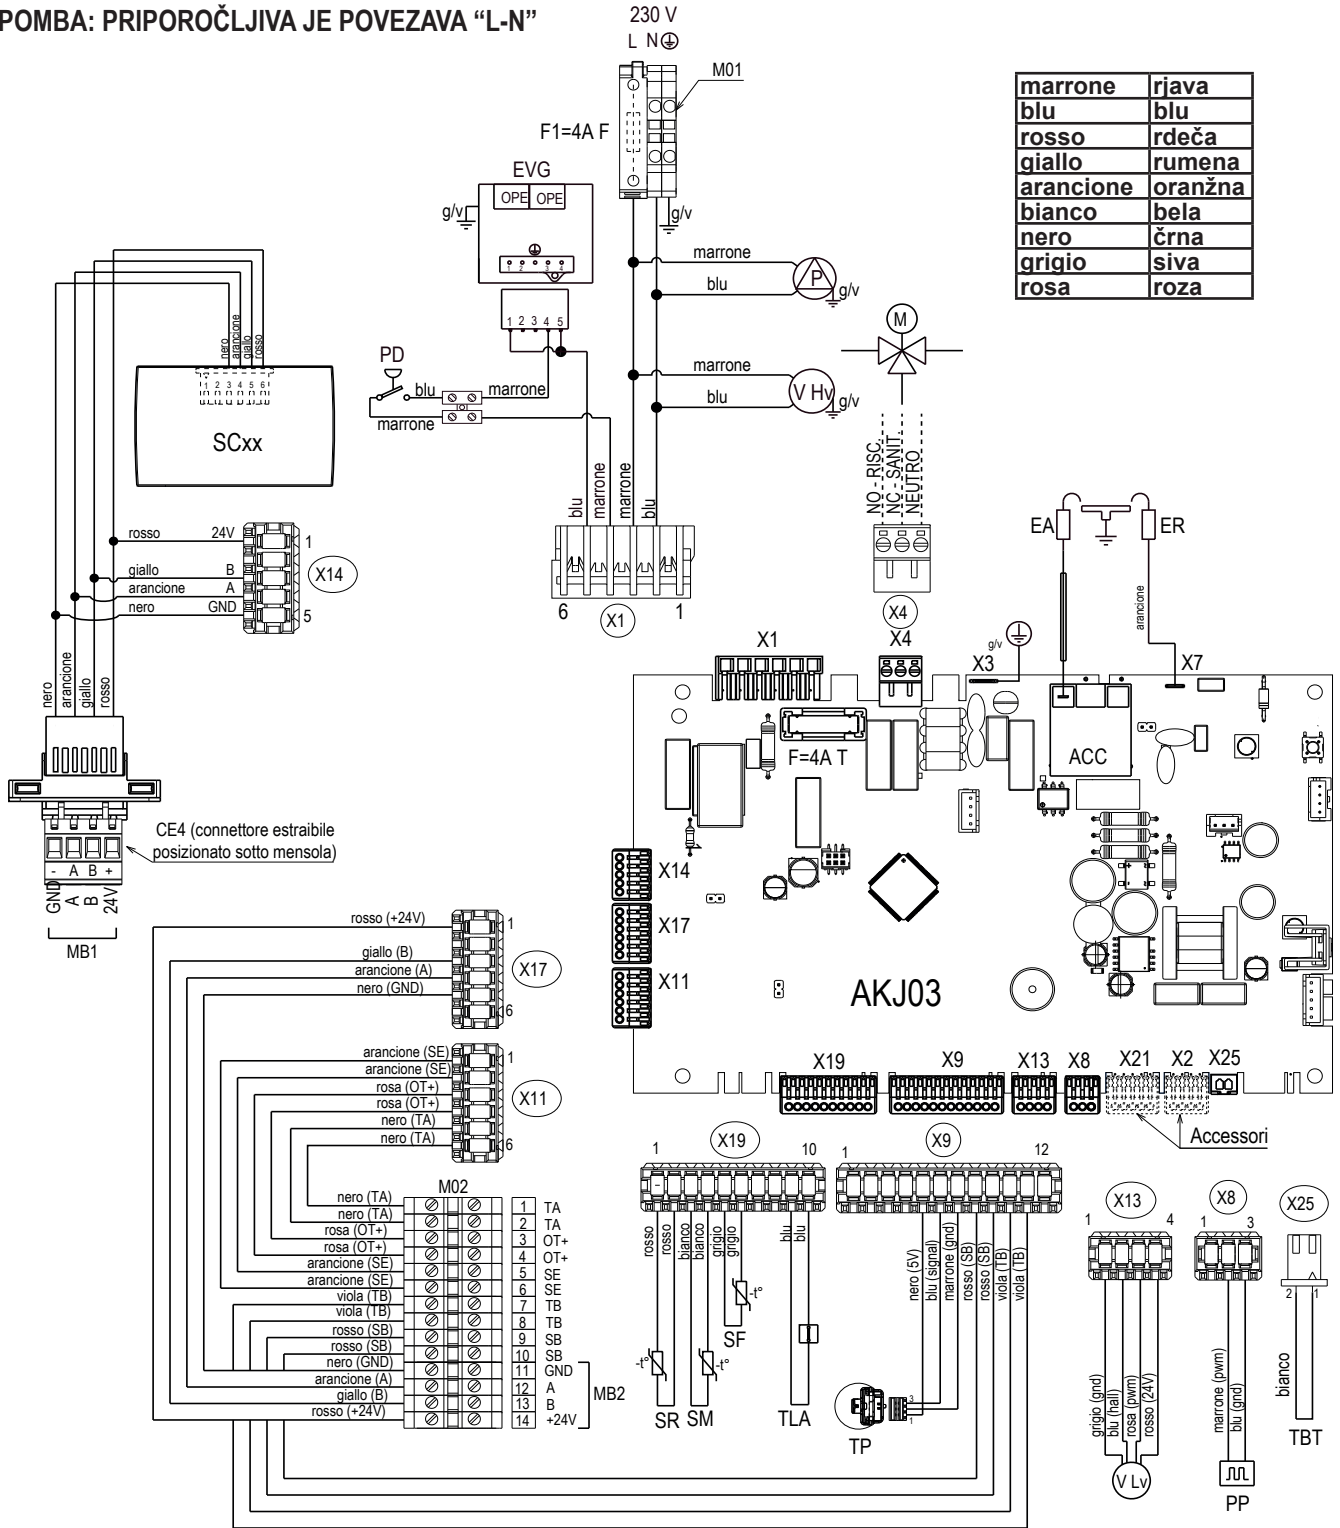 POMBA: PRIPOROČLJIVA JE POVEZAVA “L-N”
230 V
L N
M01
F1=4A F
marrone rjava
blu blu
rosso rdeča
giallo rumena
arancione oranžna
bianco bela
nero črna
grigio siva
rosa roza
EVG
OPE OPE
g/v
g/v
1 2 3 4
marrone
blu
P
g/v
1 2 3 4 5
M
PD
blu
marrone
marrone
marrone
blu
V Hv
g/v
nero
arancione
giallo
rosso
1 2 3 4 5 6
SCxx
NO - RISC.
NC - SANIT.
NEUTRO
blu
marrone
marrone
blu
6
X1
1
X4
EA
ER
arancione
rosso 24V
giallo B
arancione A
nero GND
1
5
X14
nero
arancione
giallo
rosso
X1
X4
X3
g/v
X7
F=4A T
ACC
CE4 (connettore estraibile
posizionato sotto mensola)
- A B +
GND
A
B
24V
MB1
X14
X17
X11
AKJ03
rosso (+24V)
giallo (B)
arancione (A)
nero (GND)
1
6
X17
arancione (SE)
arancione (SE)
rosa (OT+)
rosa (OT+)
nero (TA)
nero (TA)
1
6
X11
X19
X9
X13
X8
X21
X2
X25
Accessori
M02
nero (TA) 1 TA
nero (TA) 2 TA
rosa (OT+) 3 OT+
rosa (OT+) 4 OT+
arancione (SE) 5 SE
arancione (SE) 6 SE
viola (TB) 7 TB
viola (TB) 8 TB
rosso (SB) 9 SB
rosso (SB) 10 SB
nero (GND) 11 GND
arancione (A) 12 A
giallo (B) 13 B
rosso (+24V) 14 +24V
MB2
1
X19
10
-
rosso
rosso
bianco
bianco
grigio
grigio
blu
blu
-t°
-t°
-t°
SF
SR
SM
TLA
1
X9
12
nero (5V)
blu (signal)
marrone (gnd)
rosso (SB)
rosso (SB)
viola (TB)
viola (TB)
3
1
TP
X13
1
4
grigio (gnd)
blu (hall)
rosa (pwm)
rosso (24V)
V Lv
X8
1
3
marrone (pwm)
blu (gnd)
PP
X25
2 1
bianco
TBT